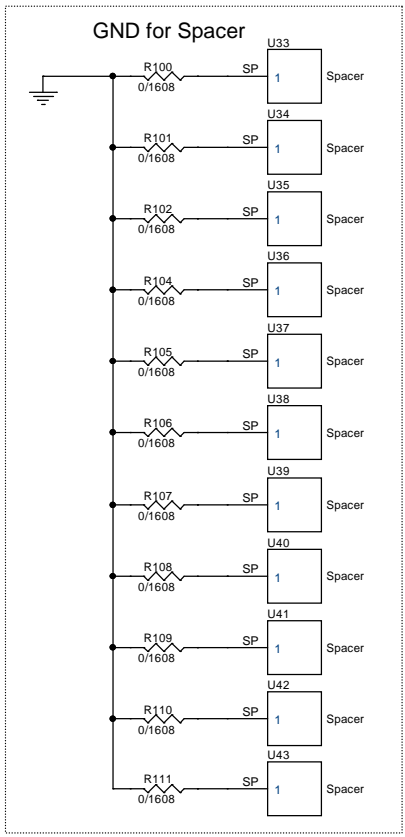 GND for Spacer
U33
R100 SP
1 Spacer
0/1608
U34
R101 SP
1 Spacer
0/1608
U35
R102 SP
1 Spacer
0/1608
U36
R104 SP
1 Spacer
0/1608
U37
R105 SP
1 Spacer
0/1608
U38
R106 SP
1 Spacer
0/1608
U39
R107 SP
1 Spacer
0/1608
U40
R108 SP
1 Spacer
0/1608
U41
R109 SP
1 Spacer
0/1608
U42
R110 SP
1 Spacer
0/1608
U43
R111 SP
1 Spacer
0/1608